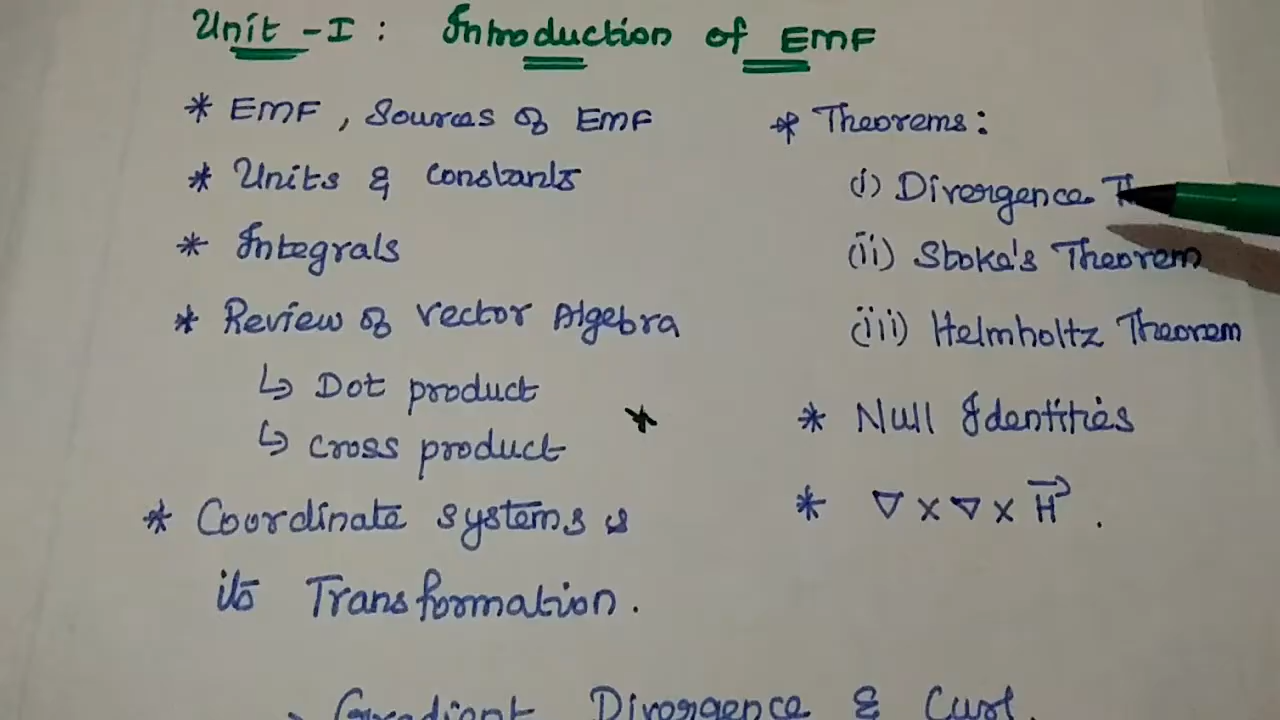 Unit - I : Introduction of EMF
* EMF , Sources of EMF
* Units & constants
* Integrals
* Review of vector Algebra
↳ Dot product
↳ cross product
* Coordinate systems &
its Transformation.
* Theorems:
(i) Divergence
(ii) Stoke's Theorem
(iii) Helmholtz Theorem
* Null Identities
* ∇ × ∇ × H⃗ .
Gradient Divergence & Curl.